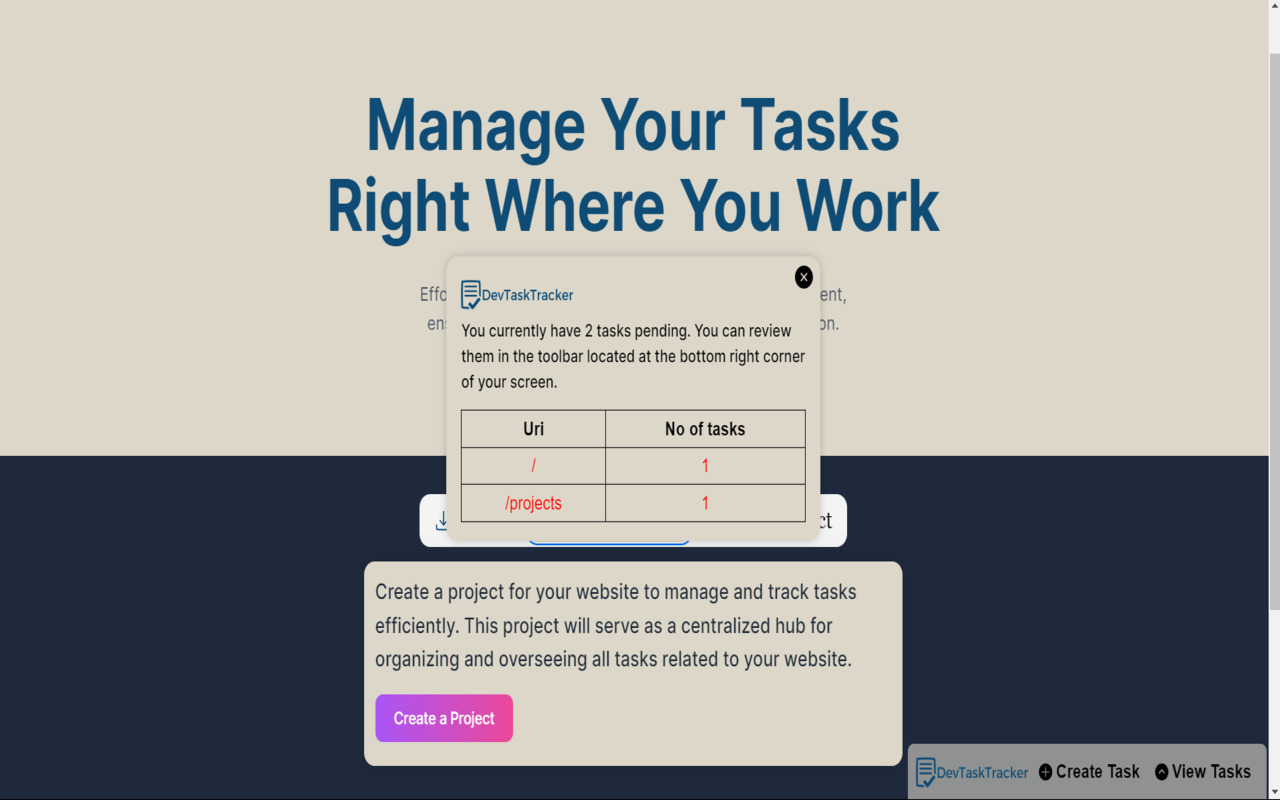 Manage Your Tasks
Right Where You Work
DevTaskTracker
You currently have 2 tasks pending. You can review
them in the toolbar located at the bottom right corner
of your screen.
Uri No of tasks
/ 1
/projects 1
Create a project for your website to manage and track tasks
efficiently. This project will serve as a centralized hub for
organizing and overseeing all tasks related to your website.
Create a Project
DevTaskTracker Create Task View Tasks